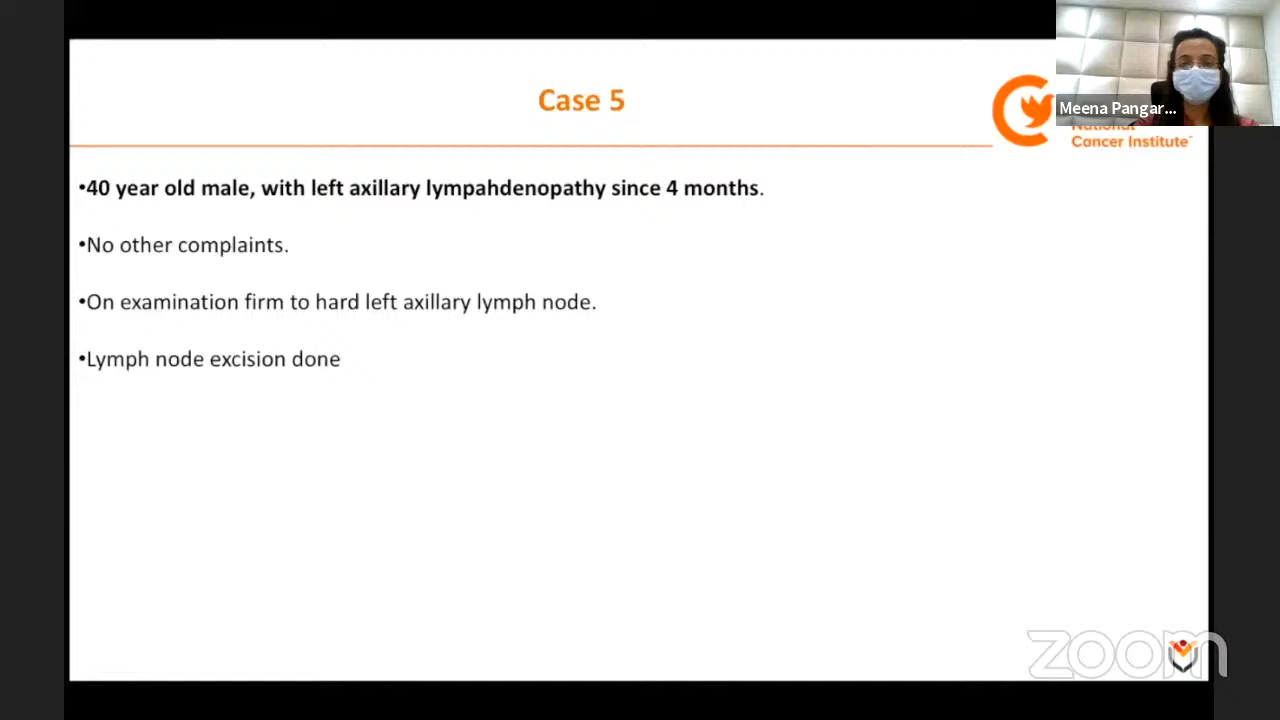 Case 5
Meena Pangar...
National
Cancer Institute
•40 year old male, with left axillary lympahdenopathy since 4 months.
•No other complaints.
•On examination firm to hard left axillary lymph node.
•Lymph node excision done
zoom